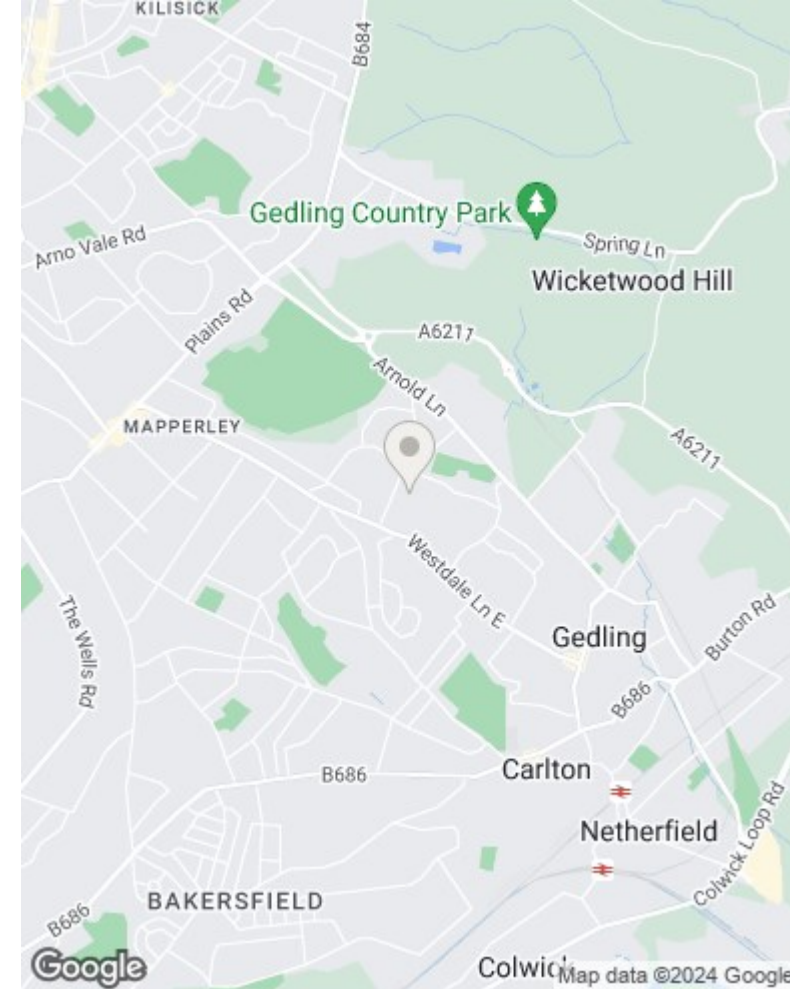 KILISICK
B684
Gedling Country Park
Arno Vale Rd
Spring Ln
Wicketwood Hill
Plains Rd
A6211
Arnold Ln
MAPPERLEY
A6211
Westdale Ln E
The Wells Rd
Gedling
Burton Rd
B686
Carlton
B686
Netherfield
Colwick Loop Rd
BAKERSFIELD
B686
Colwick
Google
Map data ©2024 Google